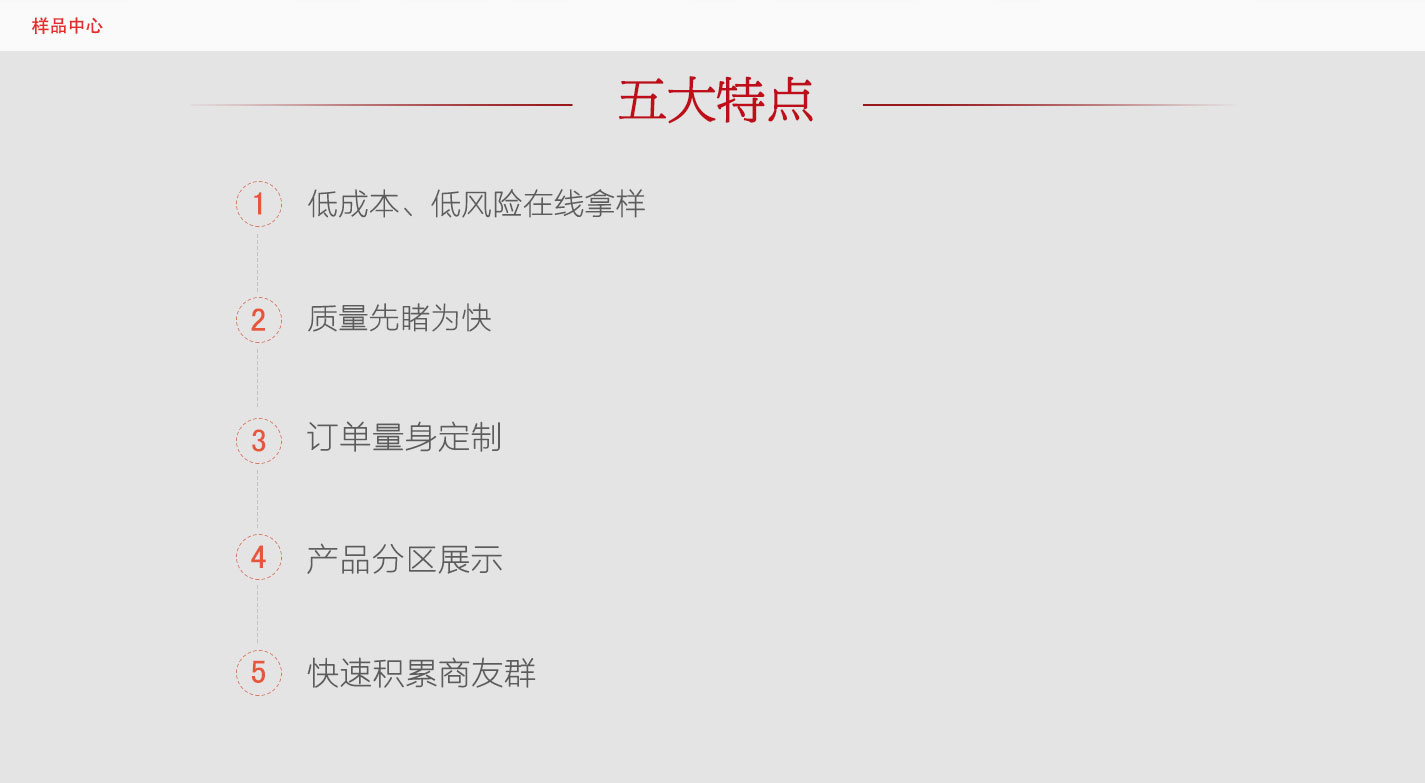 样品中心
五大特点
1 低成本、低风险在线拿样
2 质量先睹为快
3 订单量身定制
4 产品分区展示
5 快速积累商友群